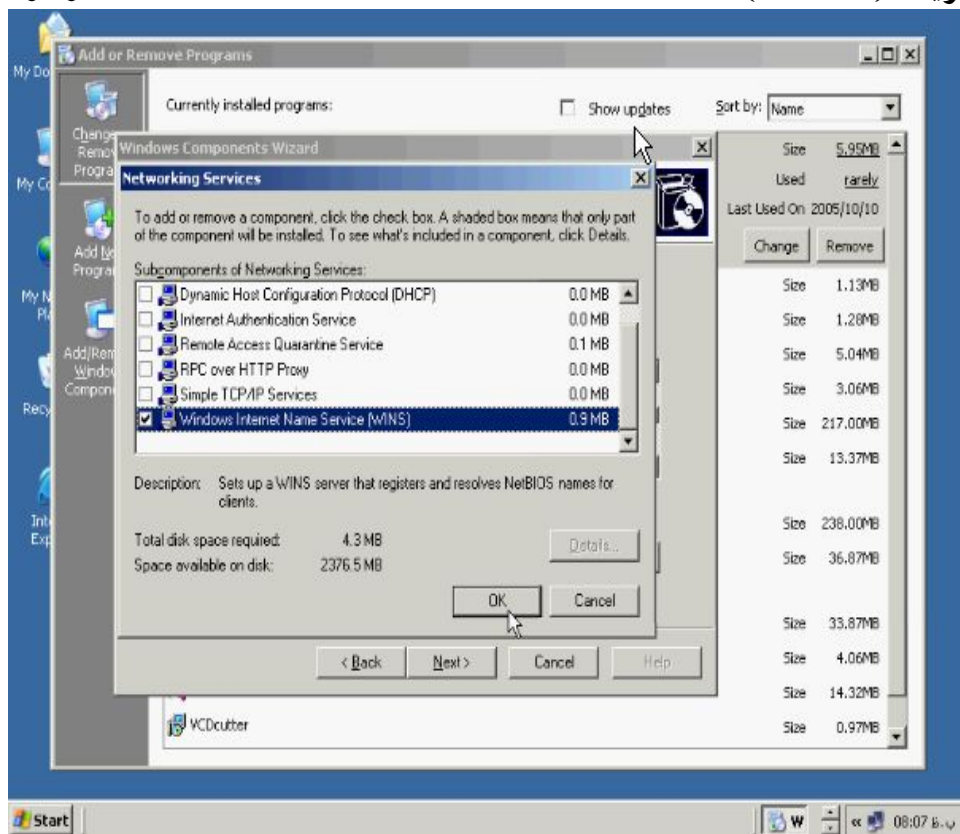 Add or Remove Programs
My Do
Currently installed programs:
Show updates
Sort by: Name
Change
Remov
Progra
Windows Components Wizard
Size 5.95MB
Used rarely
Last Used On 2005/10/10
Change Remove
My Co
Networking Services
To add or remove a component, click the check box. A shaded box means that only part
of the component will be installed. To see what's included in a component, click Details.
Add Ne
Progra
Subcomponents of Networking Services:
Dynamic Host Configuration Protocol (DHCP) 0.0 MB
Internet Authentication Service 0.0 MB
Remote Access Quarantine Service 0.1 MB
RPC over HTTP Proxy 0.0 MB
Simple TCP/IP Services 0.0 MB
Windows Internet Name Service (WINS) 0.9 MB
My N
Pl
Add/Rem
Windo
Compon
Recy
Size 1.13MB
Size 1.28MB
Size 5.04MB
Size 3.06MB
Size 217.00MB
Size 13.37MB
Description: Sets up a WINS server that registers and resolves NetBIOS names for
clients.
Int
Exp
Size 238.00MB
Total disk space required: 4.3 MB
Details...
Space available on disk: 2376.5 MB
Size 36.87MB
OK Cancel
Size 33.87MB
< Back Next > Cancel Help
Size 4.06MB
Size 14.32MB
VCDcutter Size 0.97MB
Start
W
08:07 ب.ظ